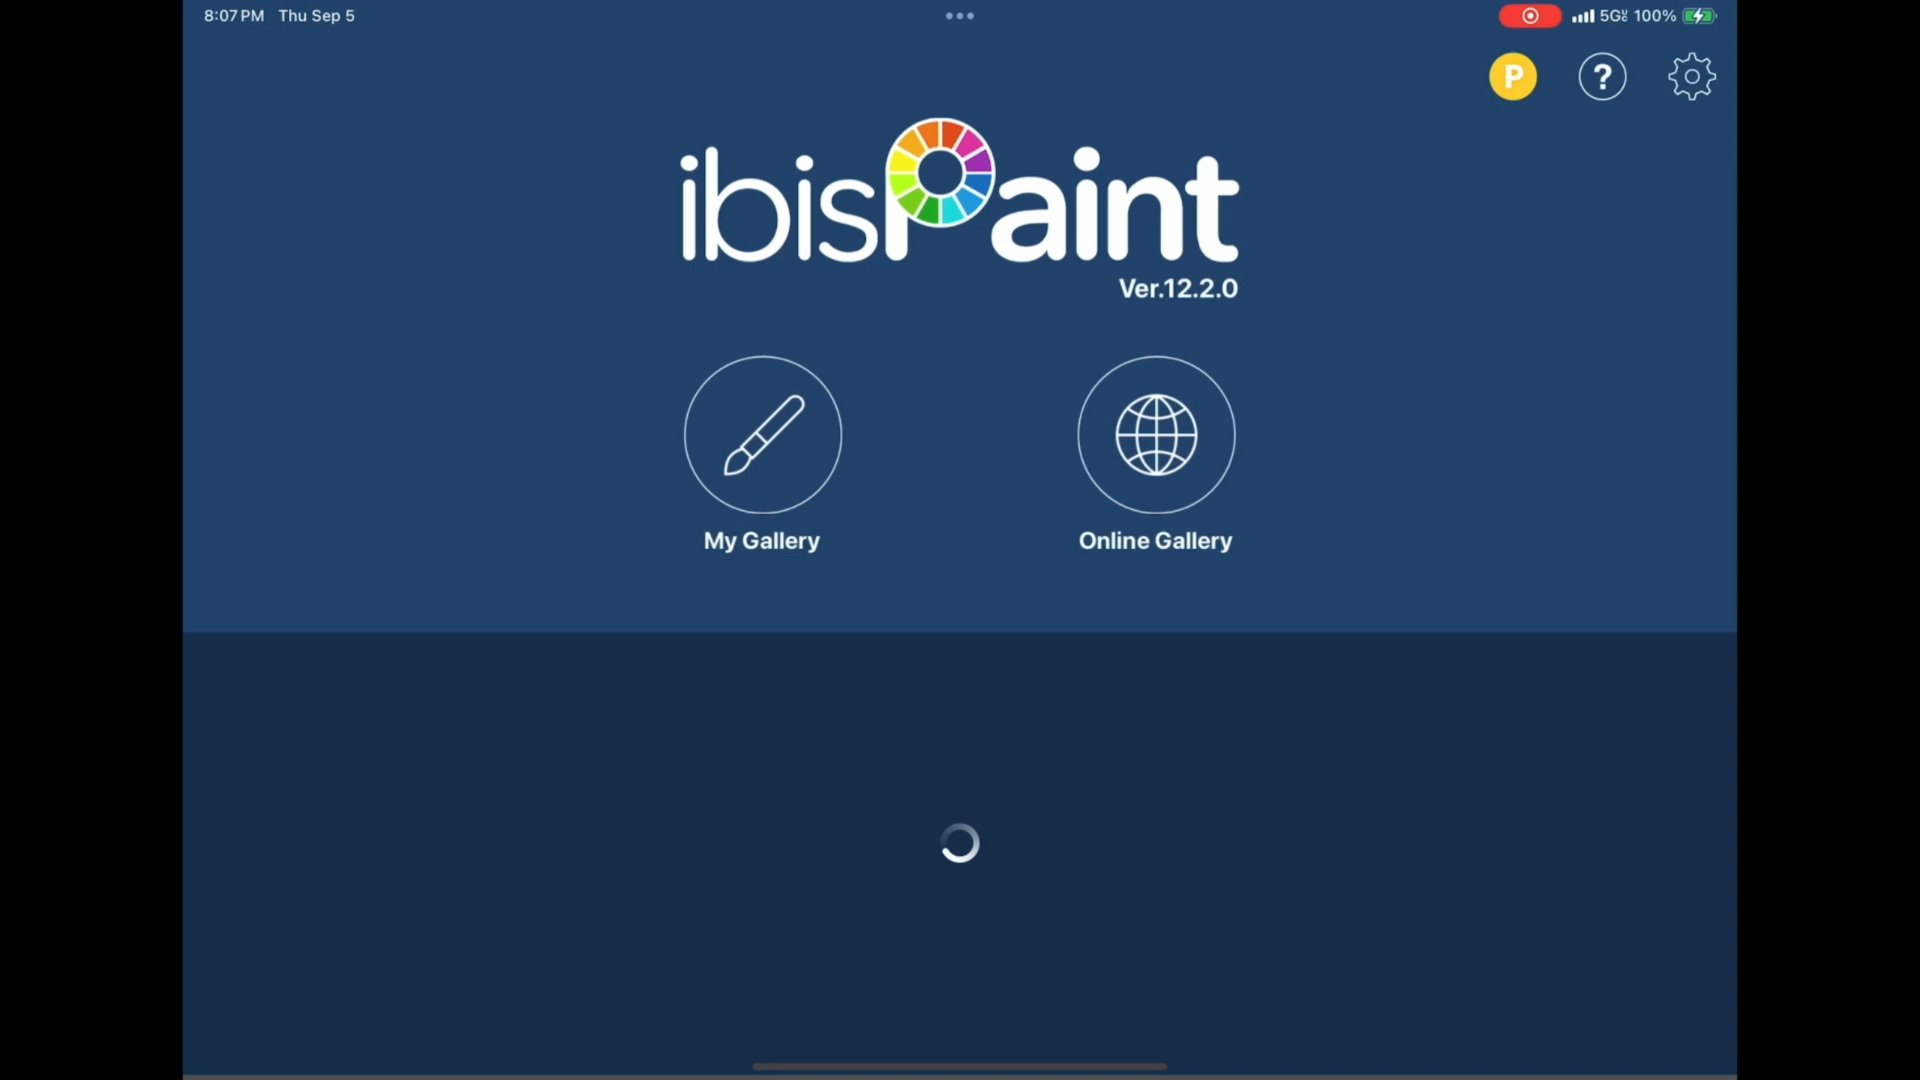 8:07 PM Thu Sep 5
5G 100%
P
?
ibisPaint
Ver.12.2.0
My Gallery
Online Gallery